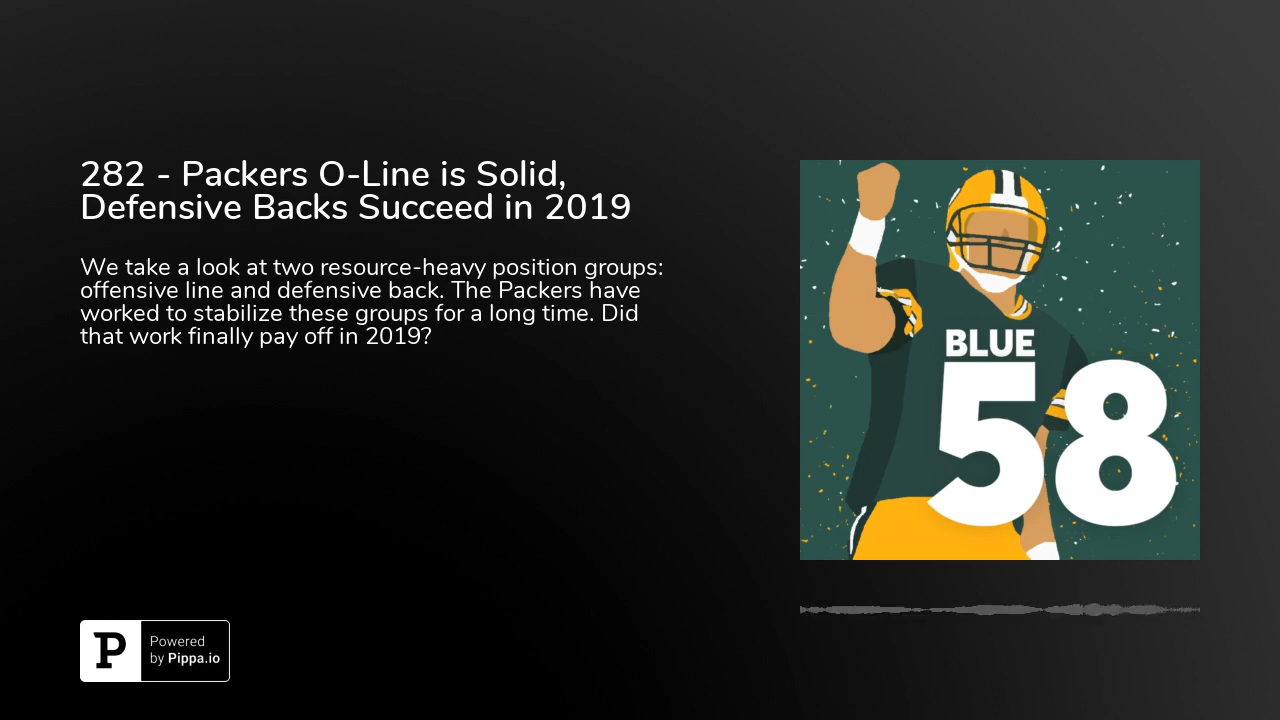 282 - Packers O-Line is Solid,
Defensive Backs Succeed in 2019
We take a look at two resource-heavy position groups:
offensive line and defensive back. The Packers have
worked to stabilize these groups for a long time. Did
that work finally pay off in 2019?
BLUE
58
P
Powered
by Pippa.io